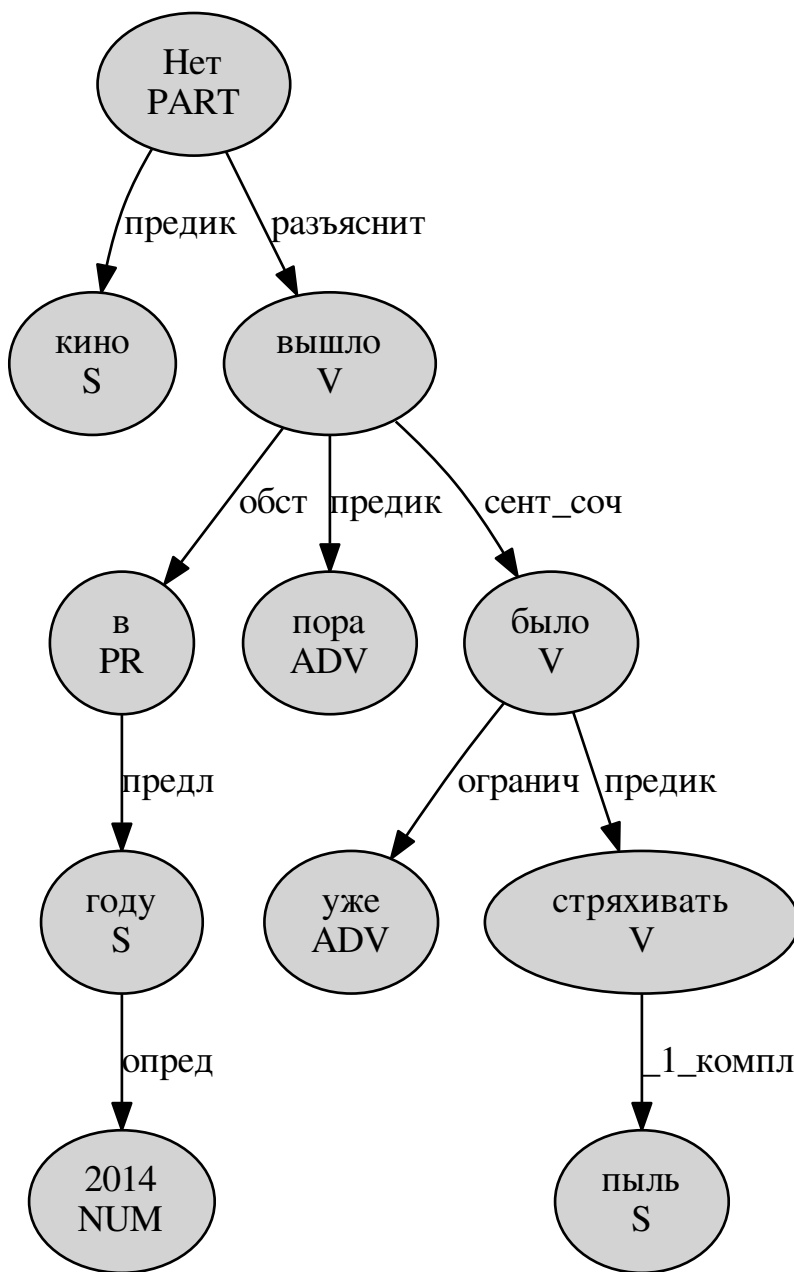 Нет
PART
предик
разъяснит
кино
S
вышло
V
обст
предик
сент_соч
в
PR
пора
ADV
было
V
предл
огранич
предик
году
S
уже
ADV
стряхивать
V
опред
_1_компл
2014
NUM
пыль
S